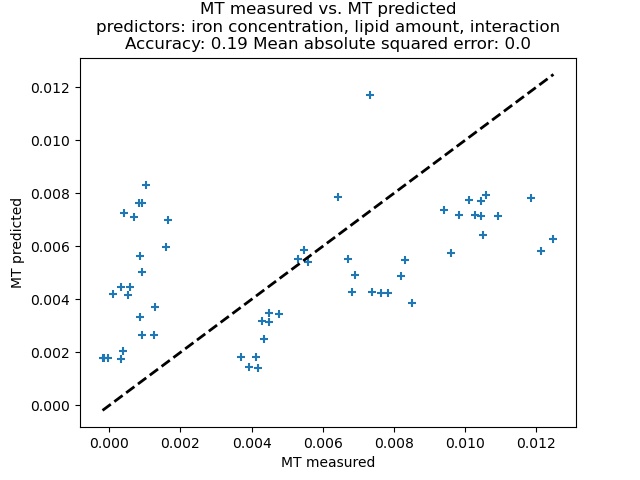 MT measured vs. MT predicted
predictors: iron concentration, lipid amount, interaction
Accuracy: 0.19 Mean absolute squared error: 0.0
0.012
0.010
0.008
0.006
0.004
0.002
0.000
MT predicted
0.000 0.002 0.004 0.006 0.008 0.010 0.012
MT measured